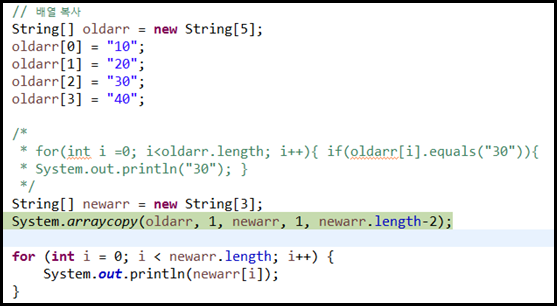 // 배열 복사
String[] oldarr = new String[5];
oldarr[0] = "10";
oldarr[1] = "20";
oldarr[2] = "30";
oldarr[3] = "40";
/*
* for(int i =0; i<oldarr.length; i++){ if(oldarr[i].equals("30")){
* System.out.println("30"); }
*/
String[] newarr = new String[3];
System.arraycopy(oldarr, 1, newarr, 1, newarr.length-2);
for (int i = 0; i < newarr.length; i++) {
System.out.println(newarr[i]);
}